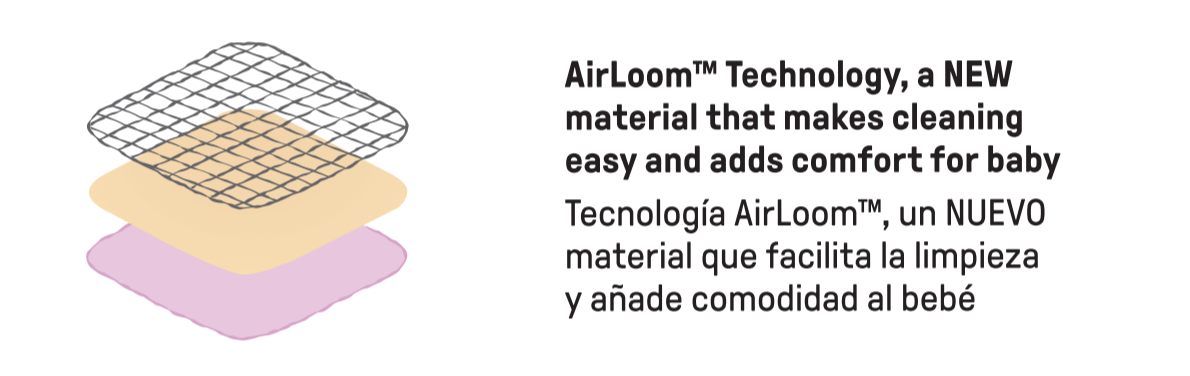 AirLoom™ Technology, a NEW
material that makes cleaning
easy and adds comfort for baby
Tecnología AirLoom™, un NUEVO
material que facilita la limpieza
y añade comodidad al bebé